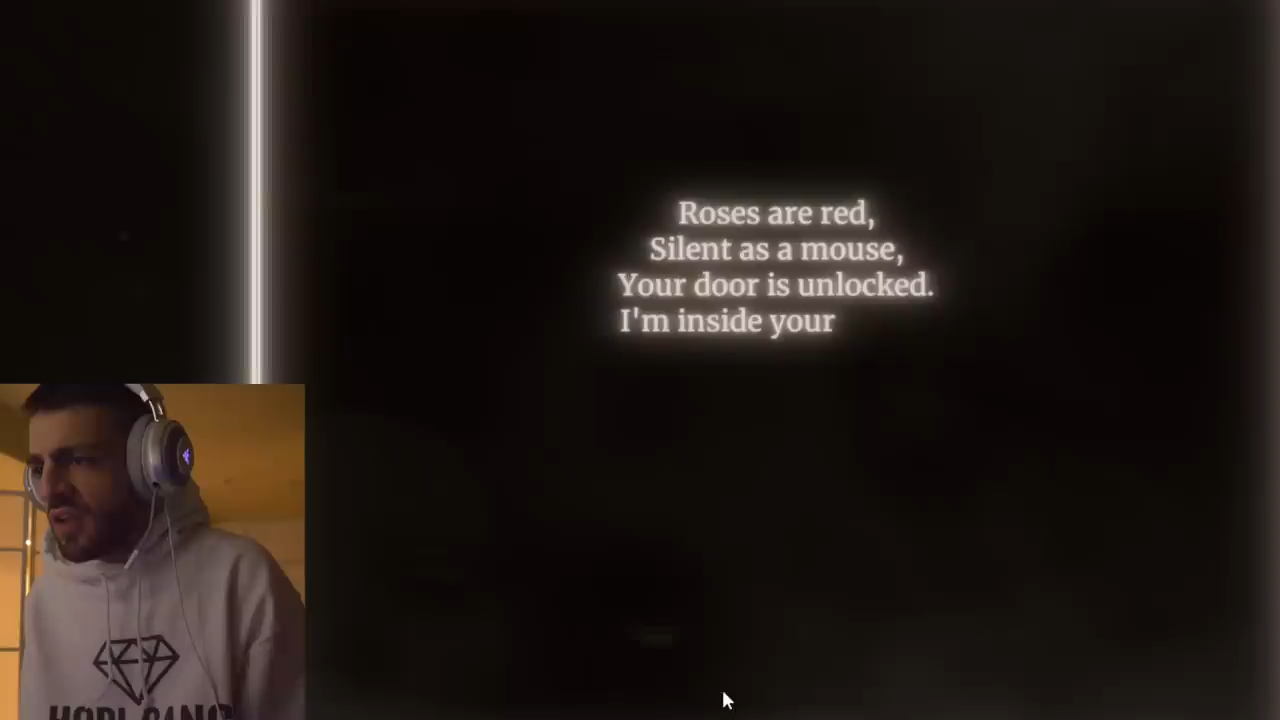 Roses are red,
Silent as a mouse,
Your door is unlocked.
I'm inside your